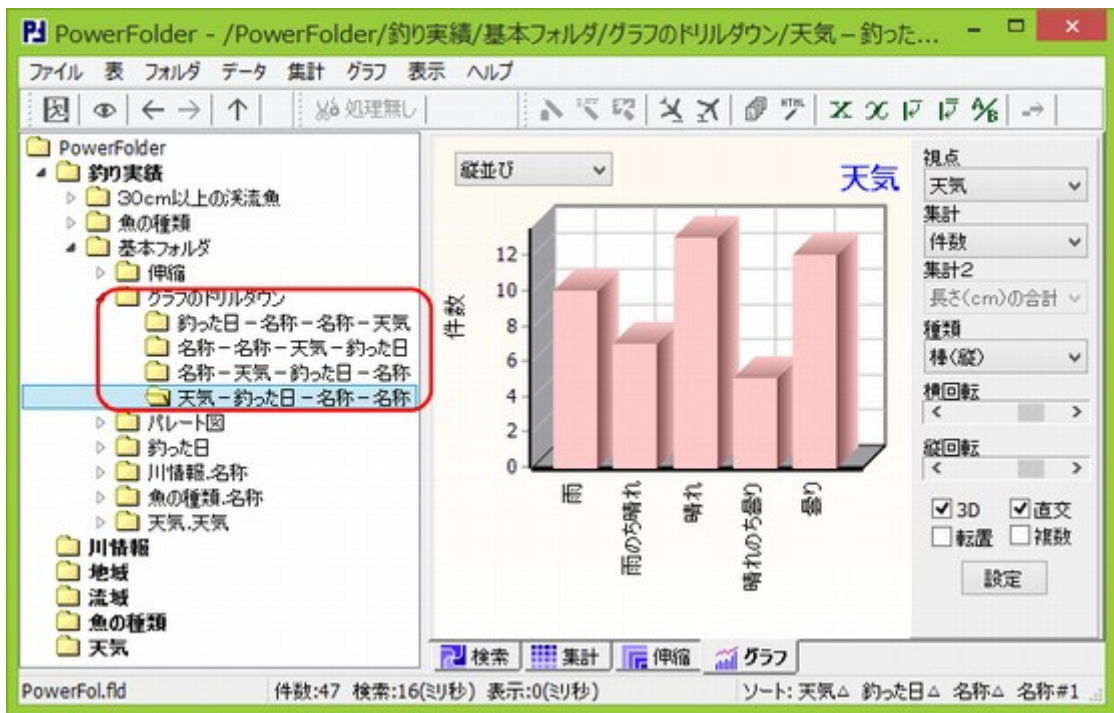 PowerFolder - /PowerFolder/釣り実績/基本フォルダ/グラフのドリルダウン/天気－釣った...
ファイル 表 フォルダ データ 集計 グラフ 表示 ヘルプ
処理無し
PowerFolder
釣り実績
30cm以上の渓流魚
魚の種類
基本フォルダ
伸縮
グラフのドリルダウン
釣った日－名称－名称－天気
名称－名称－天気－釣った日
名称－天気－釣った日－名称
天気－釣った日－名称－名称
パレート図
釣った日
川情報.名称
魚の種類.名称
天気.天気
川情報
地域
流域
魚の種類
天気
縦並び
天気
件数
12
10
8
6
4
2
0
雨
雨のち晴れ
晴れ
晴れのち曇り
曇り
視点
天気
集計
件数
集計2
長さ(cm)の合計
種類
棒(縦)
横回転
縦回転
3D 直交
転置 複数
設定
検索 集計 伸縮 グラフ
PowerFol.fld 件数:47 検索:16(ミリ秒) 表示:0(ミリ秒) ソート: 天気△ 釣った日△ 名称△ 名称#1